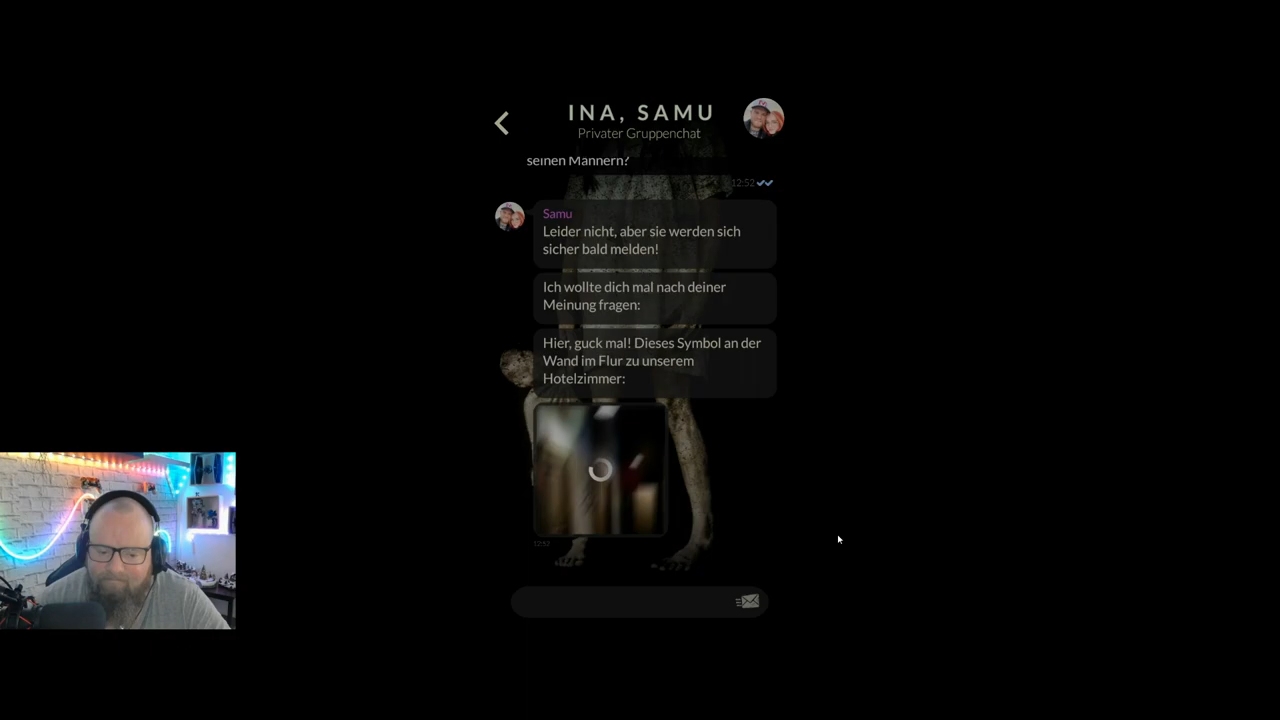 INA, SAMU
Privater Gruppenchat
seinen Männern?
12:52
Samu
Leider nicht, aber sie werden sich
sicher bald melden!
Ich wollte dich mal nach deiner
Meinung fragen:
Hier, guck mal! Dieses Symbol an der
Wand im Flur zu unserem
Hotelzimmer:
12:52